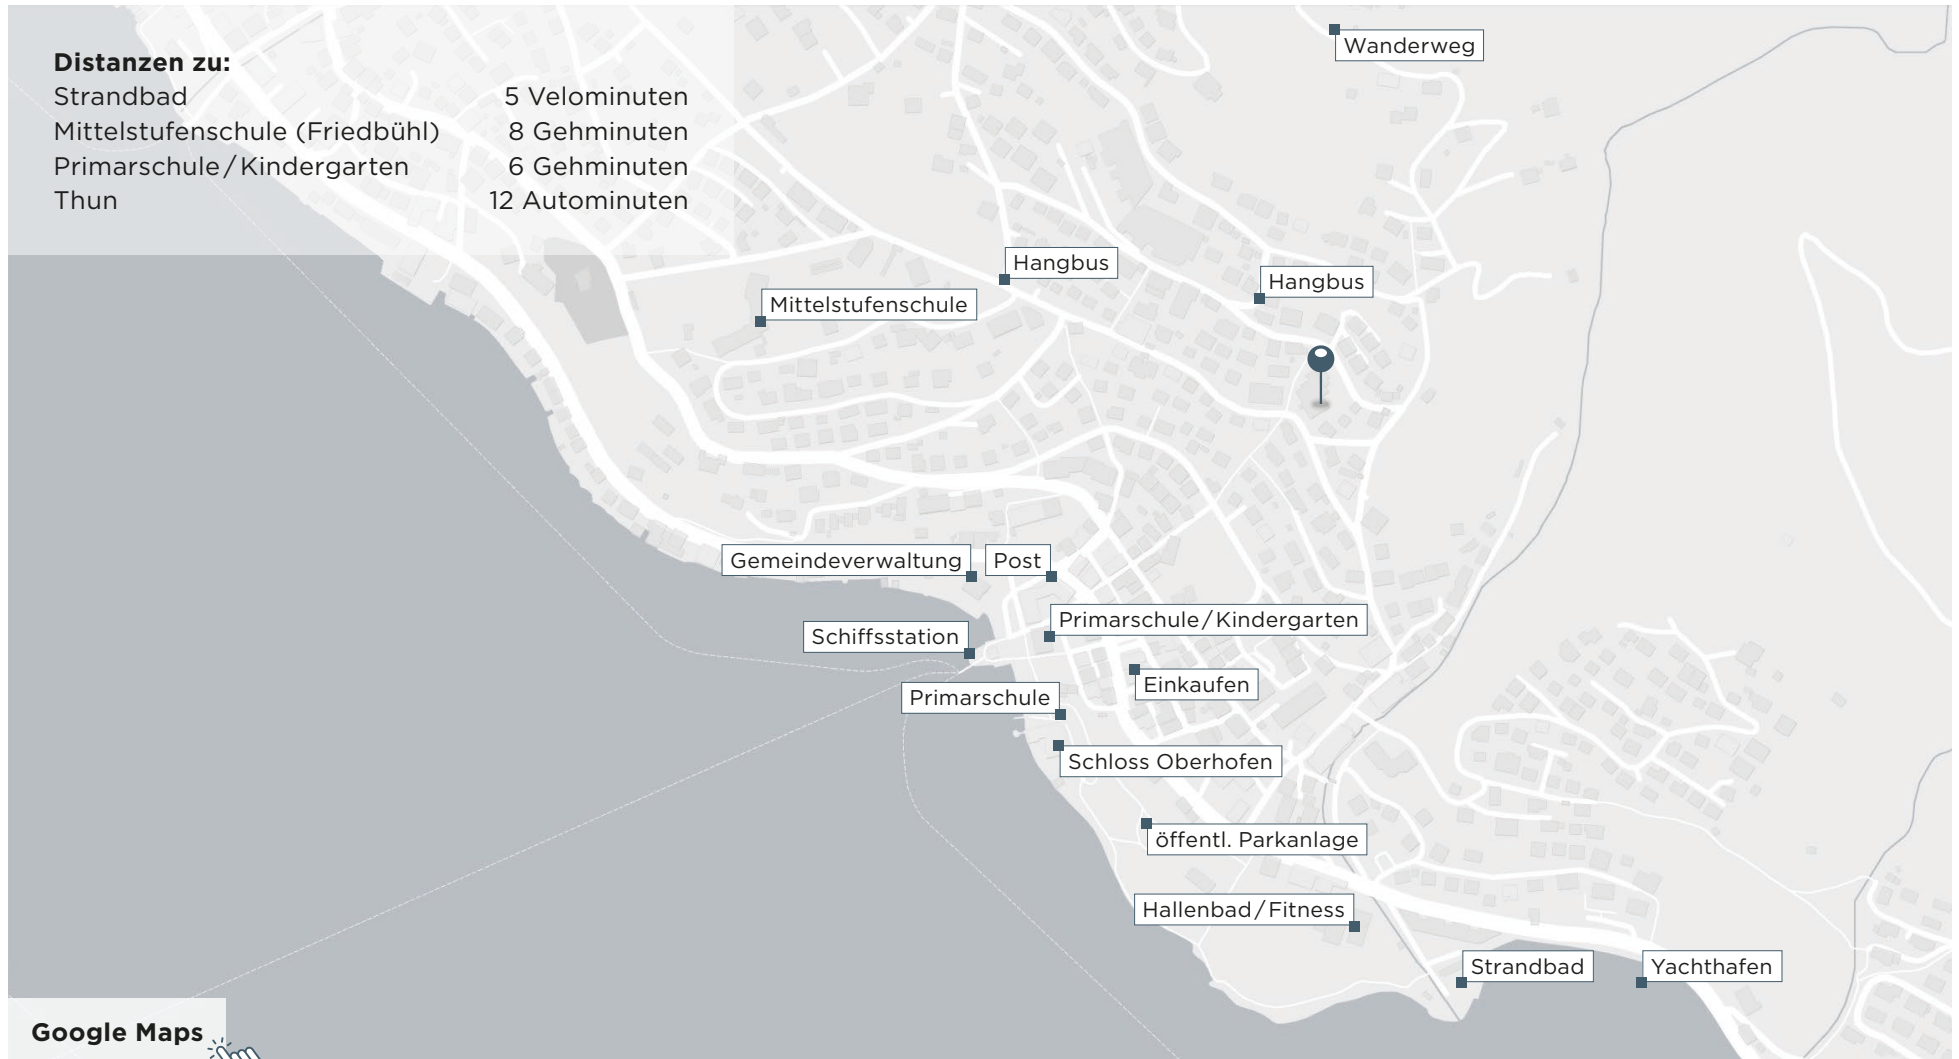 Distanzen zu:
Strandbad 5 Velominuten
Mittelstufenschule (Friedbühl) 8 Gehminuten
Primarschule/Kindergarten 6 Gehminuten
Thun 12 Autominuten
Wanderweg
Hangbus
Hangbus
Mittelstufenschule
Gemeindeverwaltung
Post
Primarschule/Kindergarten
Schiffsstation
Einkaufen
Primarschule
Schloss Oberhofen
öffentl. Parkanlage
Hallenbad/Fitness
Strandbad
Yachthafen
Google Maps